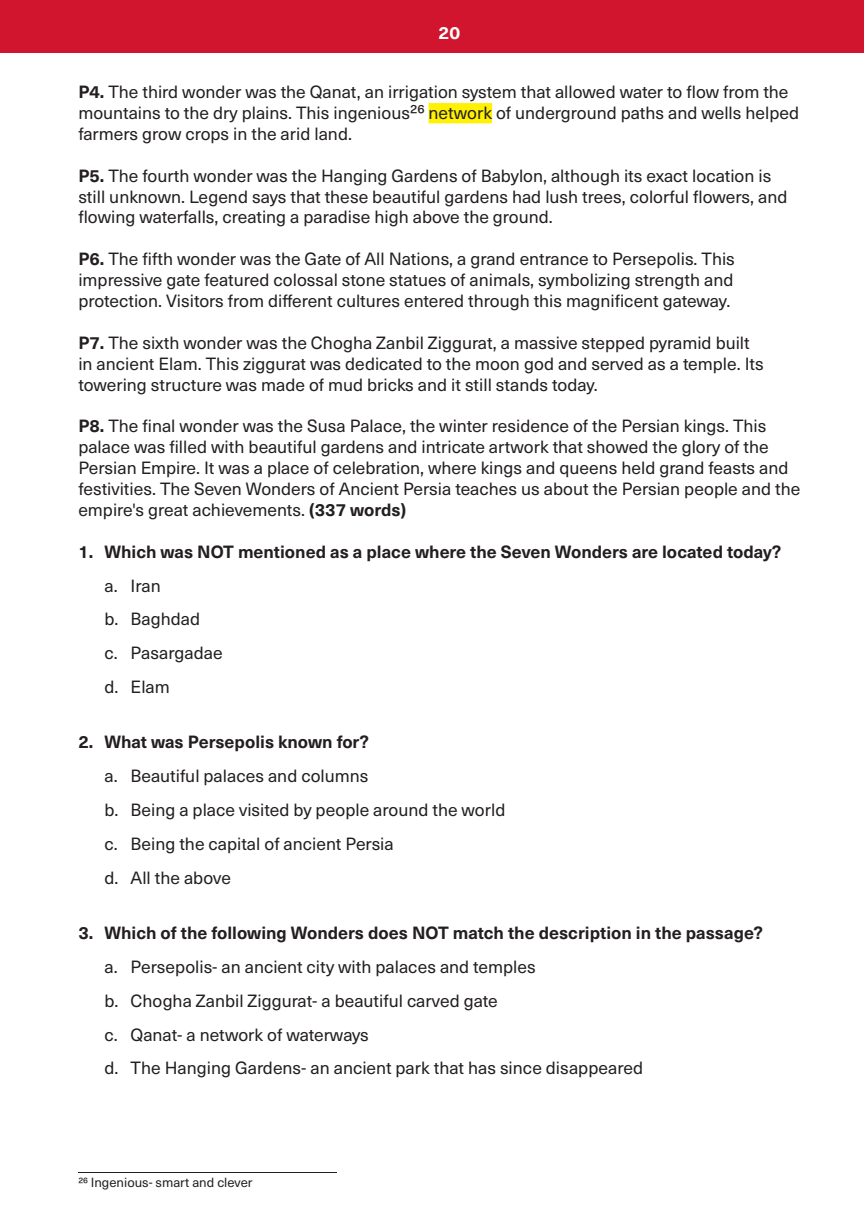 20
P4. The third wonder was the Qanat, an irrigation system that allowed water to flow from the
mountains to the dry plains. This ingenious26 network of underground paths and wells helped
farmers grow crops in the arid land.
P5. The fourth wonder was the Hanging Gardens of Babylon, although its exact location is
still unknown. Legend says that these beautiful gardens had lush trees, colorful flowers, and
flowing waterfalls, creating a paradise high above the ground.
P6. The fifth wonder was the Gate of All Nations, a grand entrance to Persepolis. This
impressive gate featured colossal stone statues of animals, symbolizing strength and
protection. Visitors from different cultures entered through this magnificent gateway.
P7. The sixth wonder was the Chogha Zanbil Ziggurat, a massive stepped pyramid built
in ancient Elam. This ziggurat was dedicated to the moon god and served as a temple. Its
towering structure was made of mud bricks and it still stands today.
P8. The final wonder was the Susa Palace, the winter residence of the Persian kings. This
palace was filled with beautiful gardens and intricate artwork that showed the glory of the
Persian Empire. It was a place of celebration, where kings and queens held grand feasts and
festivities. The Seven Wonders of Ancient Persia teaches us about the Persian people and the
empire's great achievements. (337 words)
1. Which was NOT mentioned as a place where the Seven Wonders are located today?
a. Iran
b. Baghdad
c. Pasargadae
d. Elam
2. What was Persepolis known for?
a. Beautiful palaces and columns
b. Being a place visited by people around the world
c. Being the capital of ancient Persia
d. All the above
3. Which of the following Wonders does NOT match the description in the passage?
a. Persepolis- an ancient city with palaces and temples
b. Chogha Zanbil Ziggurat- a beautiful carved gate
c. Qanat- a network of waterways
d. The Hanging Gardens- an ancient park that has since disappeared
26 Ingenious- smart and clever